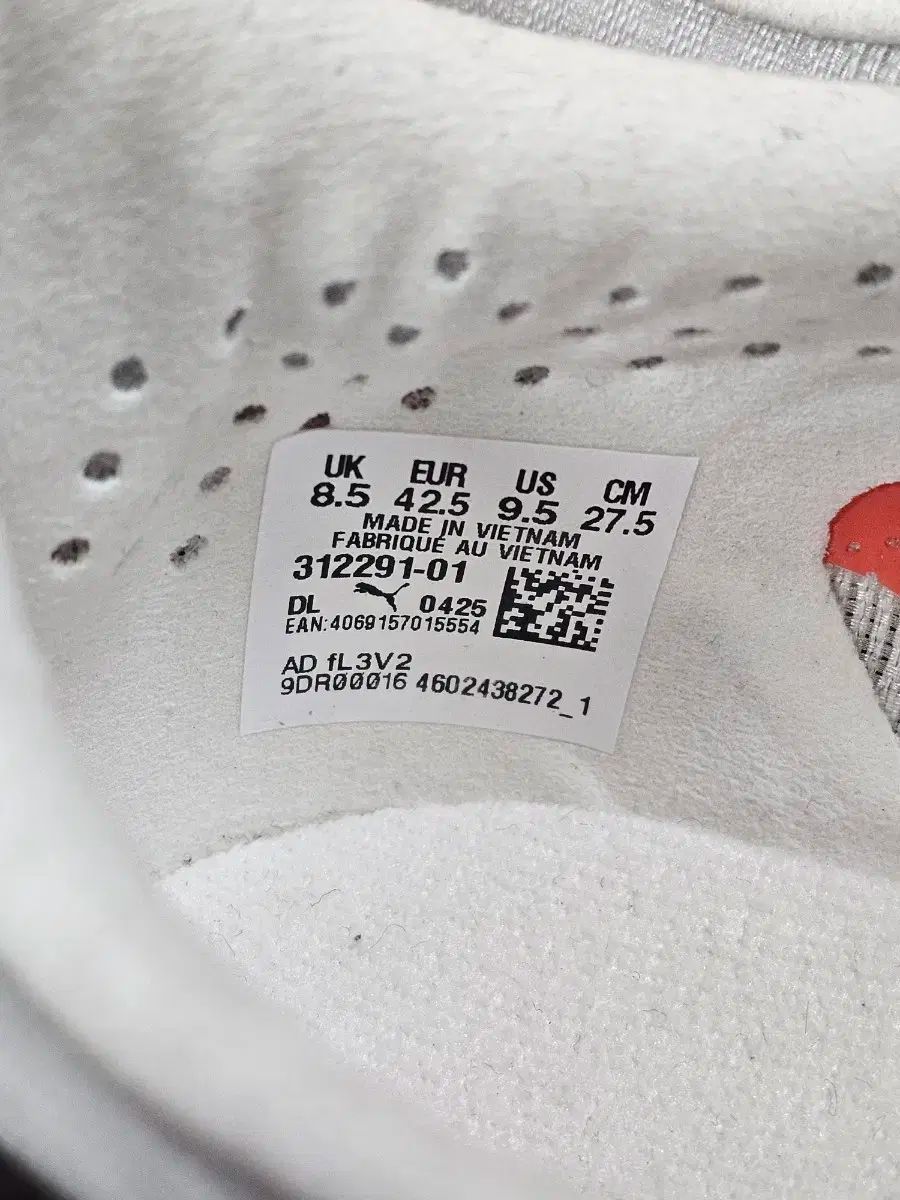 UK EUR US CM
8.5 42.5 9.5 27.5
MADE IN VIETNAM
FABRIQUÉ AU VIETNAM
312291-01
DL 0425
EAN:4069157015554
AD fL3V2
9DR00016 4602438272_1